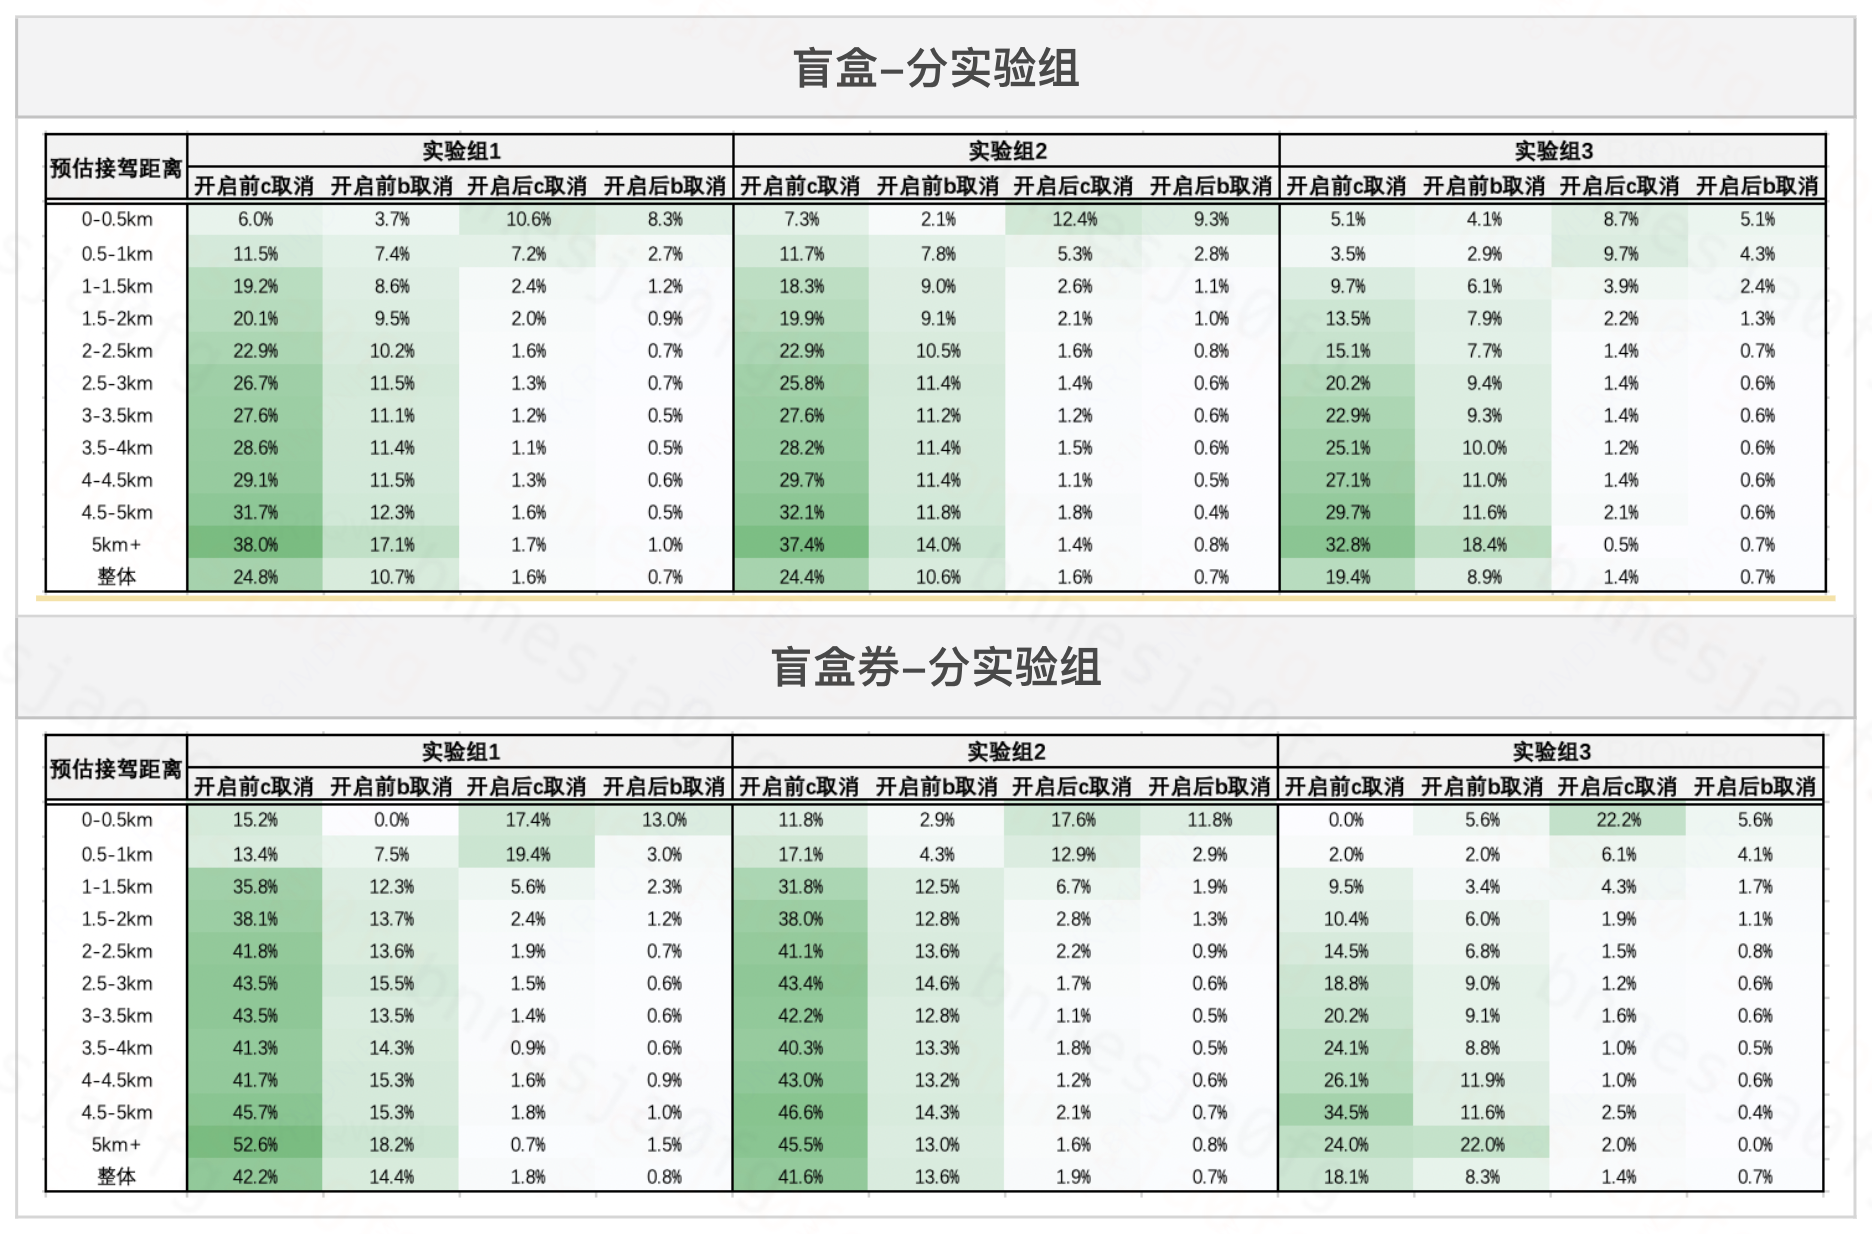 盲盒–分实验组
预估接驾距离 实验组1 实验组2 实验组3
开启前c取消 开启前b取消 开启后c取消 开启后b取消 开启前c取消 开启前b取消 开启后c取消 开启后b取消 开启前c取消 开启前b取消 开启后c取消 开启后b取消
0-0.5km 6.0% 3.7% 10.6% 8.3% 7.3% 2.1% 12.4% 9.3% 5.1% 4.1% 8.7% 5.1%
0.5-1km 11.5% 7.4% 7.2% 2.7% 11.7% 7.8% 5.3% 2.8% 3.5% 2.9% 9.7% 4.3%
1-1.5km 19.2% 8.6% 2.4% 1.2% 18.3% 9.0% 2.6% 1.1% 9.7% 6.1% 3.9% 2.4%
1.5-2km 20.1% 9.5% 2.0% 0.9% 19.9% 9.1% 2.1% 1.0% 13.5% 7.9% 2.2% 1.3%
2-2.5km 22.9% 10.2% 1.6% 0.7% 22.9% 10.5% 1.6% 0.8% 15.1% 7.7% 1.4% 0.7%
2.5-3km 26.7% 11.5% 1.3% 0.7% 25.8% 11.4% 1.4% 0.6% 20.2% 9.4% 1.4% 0.6%
3-3.5km 27.6% 11.1% 1.2% 0.5% 27.6% 11.2% 1.2% 0.6% 22.9% 9.3% 1.4% 0.6%
3.5-4km 28.6% 11.4% 1.1% 0.5% 28.2% 11.4% 1.5% 0.6% 25.1% 10.0% 1.2% 0.6%
4-4.5km 29.1% 11.5% 1.3% 0.6% 29.7% 11.4% 1.1% 0.5% 27.1% 11.0% 1.4% 0.6%
4.5-5km 31.7% 12.3% 1.6% 0.5% 32.1% 11.8% 1.8% 0.4% 29.7% 11.6% 2.1% 0.6%
5km+ 38.0% 17.1% 1.7% 1.0% 37.4% 14.0% 1.4% 0.8% 32.8% 18.4% 0.5% 0.7%
整体 24.8% 10.7% 1.6% 0.7% 24.4% 10.6% 1.6% 0.7% 19.4% 8.9% 1.4% 0.7%
盲盒券–分实验组
预估接驾距离 实验组1 实验组2 实验组3
开启前c取消 开启前b取消 开启后c取消 开启后b取消 开启前c取消 开启前b取消 开启后c取消 开启后b取消 开启前c取消 开启前b取消 开启后c取消 开启后b取消
0-0.5km 15.2% 0.0% 17.4% 13.0% 11.8% 2.9% 17.6% 11.8% 0.0% 5.6% 22.2% 5.6%
0.5-1km 13.4% 7.5% 19.4% 3.0% 17.1% 4.3% 12.9% 2.9% 2.0% 2.0% 6.1% 4.1%
1-1.5km 35.8% 12.3% 5.6% 2.3% 31.8% 12.5% 6.7% 1.9% 9.5% 3.4% 4.3% 1.7%
1.5-2km 38.1% 13.7% 2.4% 1.2% 38.0% 12.8% 2.8% 1.3% 10.4% 6.0% 1.9% 1.1%
2-2.5km 41.8% 13.6% 1.9% 0.7% 41.1% 13.6% 2.2% 0.9% 14.5% 6.8% 1.5% 0.8%
2.5-3km 43.5% 15.5% 1.5% 0.6% 43.4% 14.6% 1.7% 0.6% 18.8% 9.0% 1.2% 0.6%
3-3.5km 43.5% 13.5% 1.4% 0.6% 42.2% 12.8% 1.1% 0.5% 20.2% 9.1% 1.6% 0.6%
3.5-4km 41.3% 14.3% 0.9% 0.6% 40.3% 13.3% 1.8% 0.5% 24.1% 8.8% 1.0% 0.5%
4-4.5km 41.7% 15.3% 1.6% 0.9% 43.0% 13.2% 1.2% 0.6% 26.1% 11.9% 1.0% 0.6%
4.5-5km 45.7% 15.3% 1.8% 1.0% 46.6% 14.3% 2.1% 0.7% 34.5% 11.6% 2.5% 0.4%
5km+ 52.6% 18.2% 0.7% 1.5% 45.5% 13.0% 1.6% 0.8% 24.0% 22.0% 2.0% 0.0%
整体 42.2% 14.4% 1.8% 0.8% 41.6% 13.6% 1.9% 0.7% 18.1% 8.3% 1.4% 0.7%